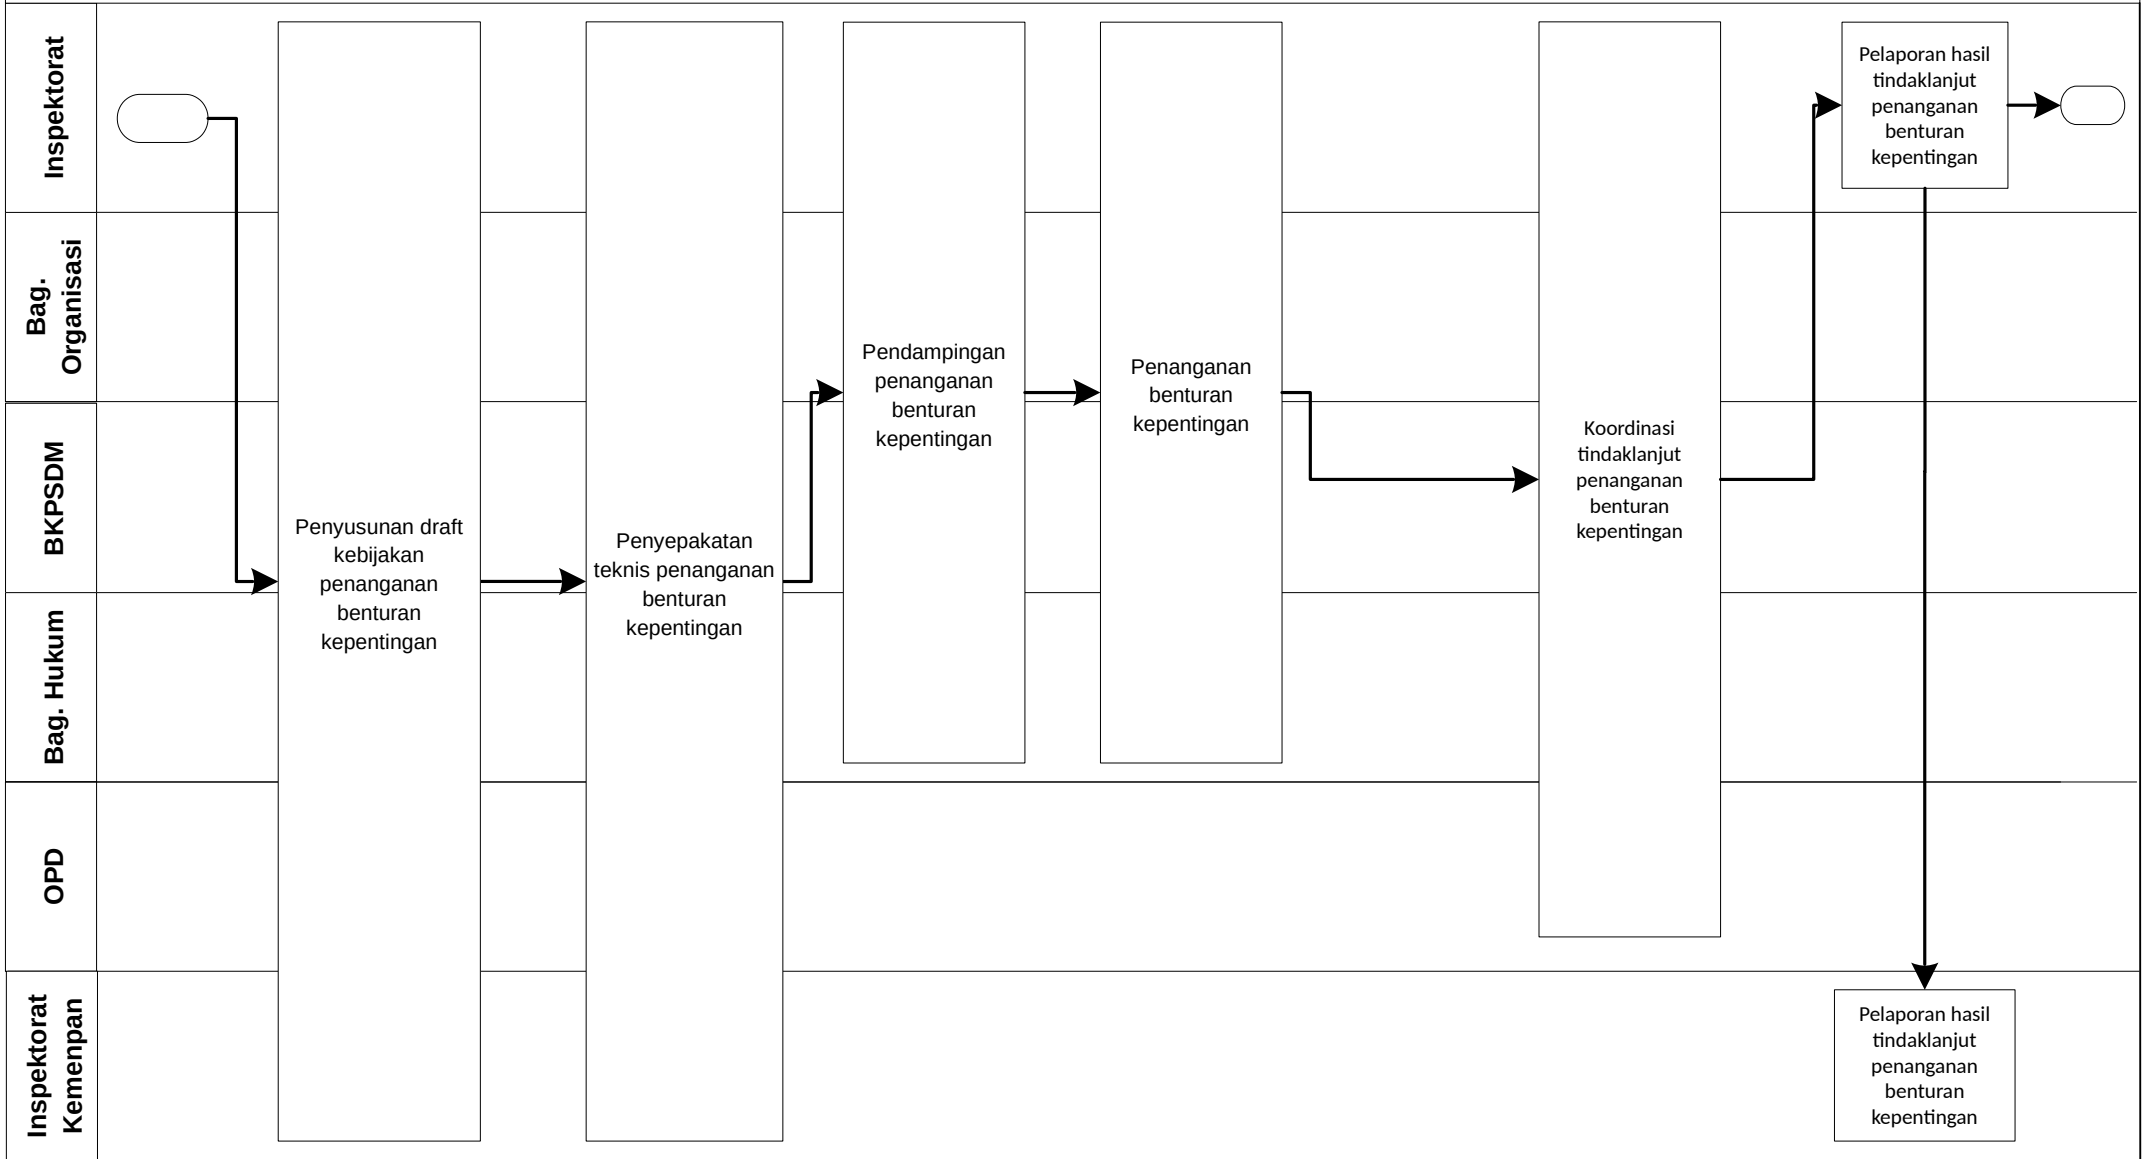 Inspektorat
Bag.
Organisasi
BKPSDM
Bag. Hukum
OPD
Inspektorat
Kemenpan
Penyusunan draft
kebijakan
penanganan
benturan
kepentingan
Penyepakatan
teknis penanganan
benturan
kepentingan
Pendampingan
penanganan
benturan
kepentingan
Penanganan
benturan
kepentingan
Koordinasi
tindaklanjut
penanganan
benturan
kepentingan
Pelaporan hasil
tindaklanjut
penanganan
benturan
kepentingan
Pelaporan hasil
tindaklanjut
penanganan
benturan
kepentingan